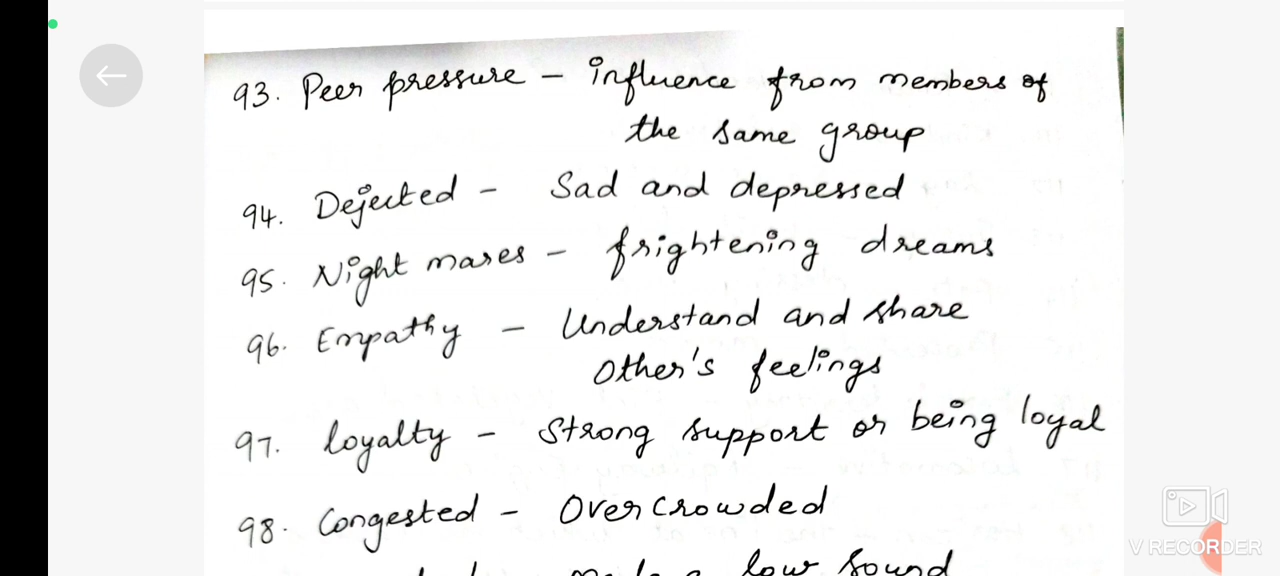 93. Peer pressure - influence from members of
the same group
94. Dejected - Sad and depressed
95. Night mares - frightening dreams
96. Empathy - Understand and share
Other's feelings
97. loyalty - Strong support or being loyal
98. Congested - Over crowded
low sound
V RECORDER